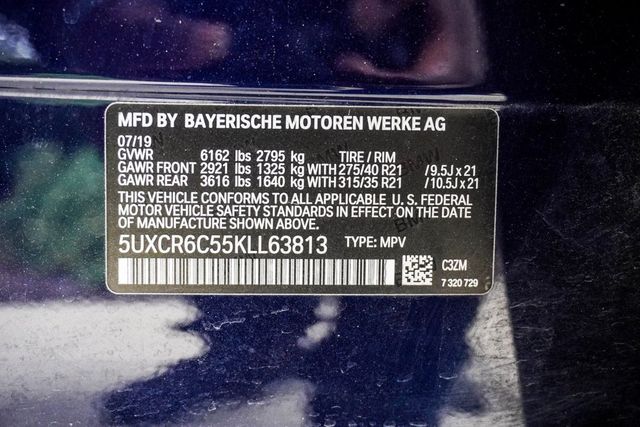 MFD BY BAYERISCHE MOTOREN WERKE AG
07/19
GVWR 6162 lbs 2795 kg TIRE / RIM
GAWR FRONT 2921 lbs 1325 kg WITH 275/40 R21 / 9.5J x 21
GAWR REAR 3616 lbs 1640 kg WITH 315/35 R21 / 10.5J x 21
THIS VEHICLE CONFORMS TO ALL APPLICABLE U. S. FEDERAL
MOTOR VEHICLE SAFETY STANDARDS IN EFFECT ON THE
DATE OF MANUFACTURE SHOWN ABOVE.
5UXCR6C55KLL63813 TYPE: MPV
C3ZM
7 320 729